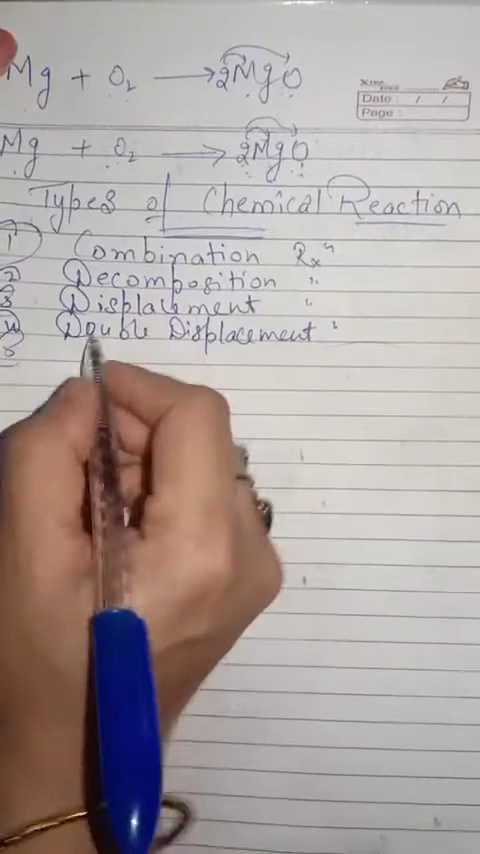 Mg + O₂ → 2MgO
Date : / /
Page :
Mg + O₂ → 2MgO
Types of Chemical Reaction
1 Combination Rxⁿ
2 Decomposition "
3 Displacement "
4 Double Displacement "
5